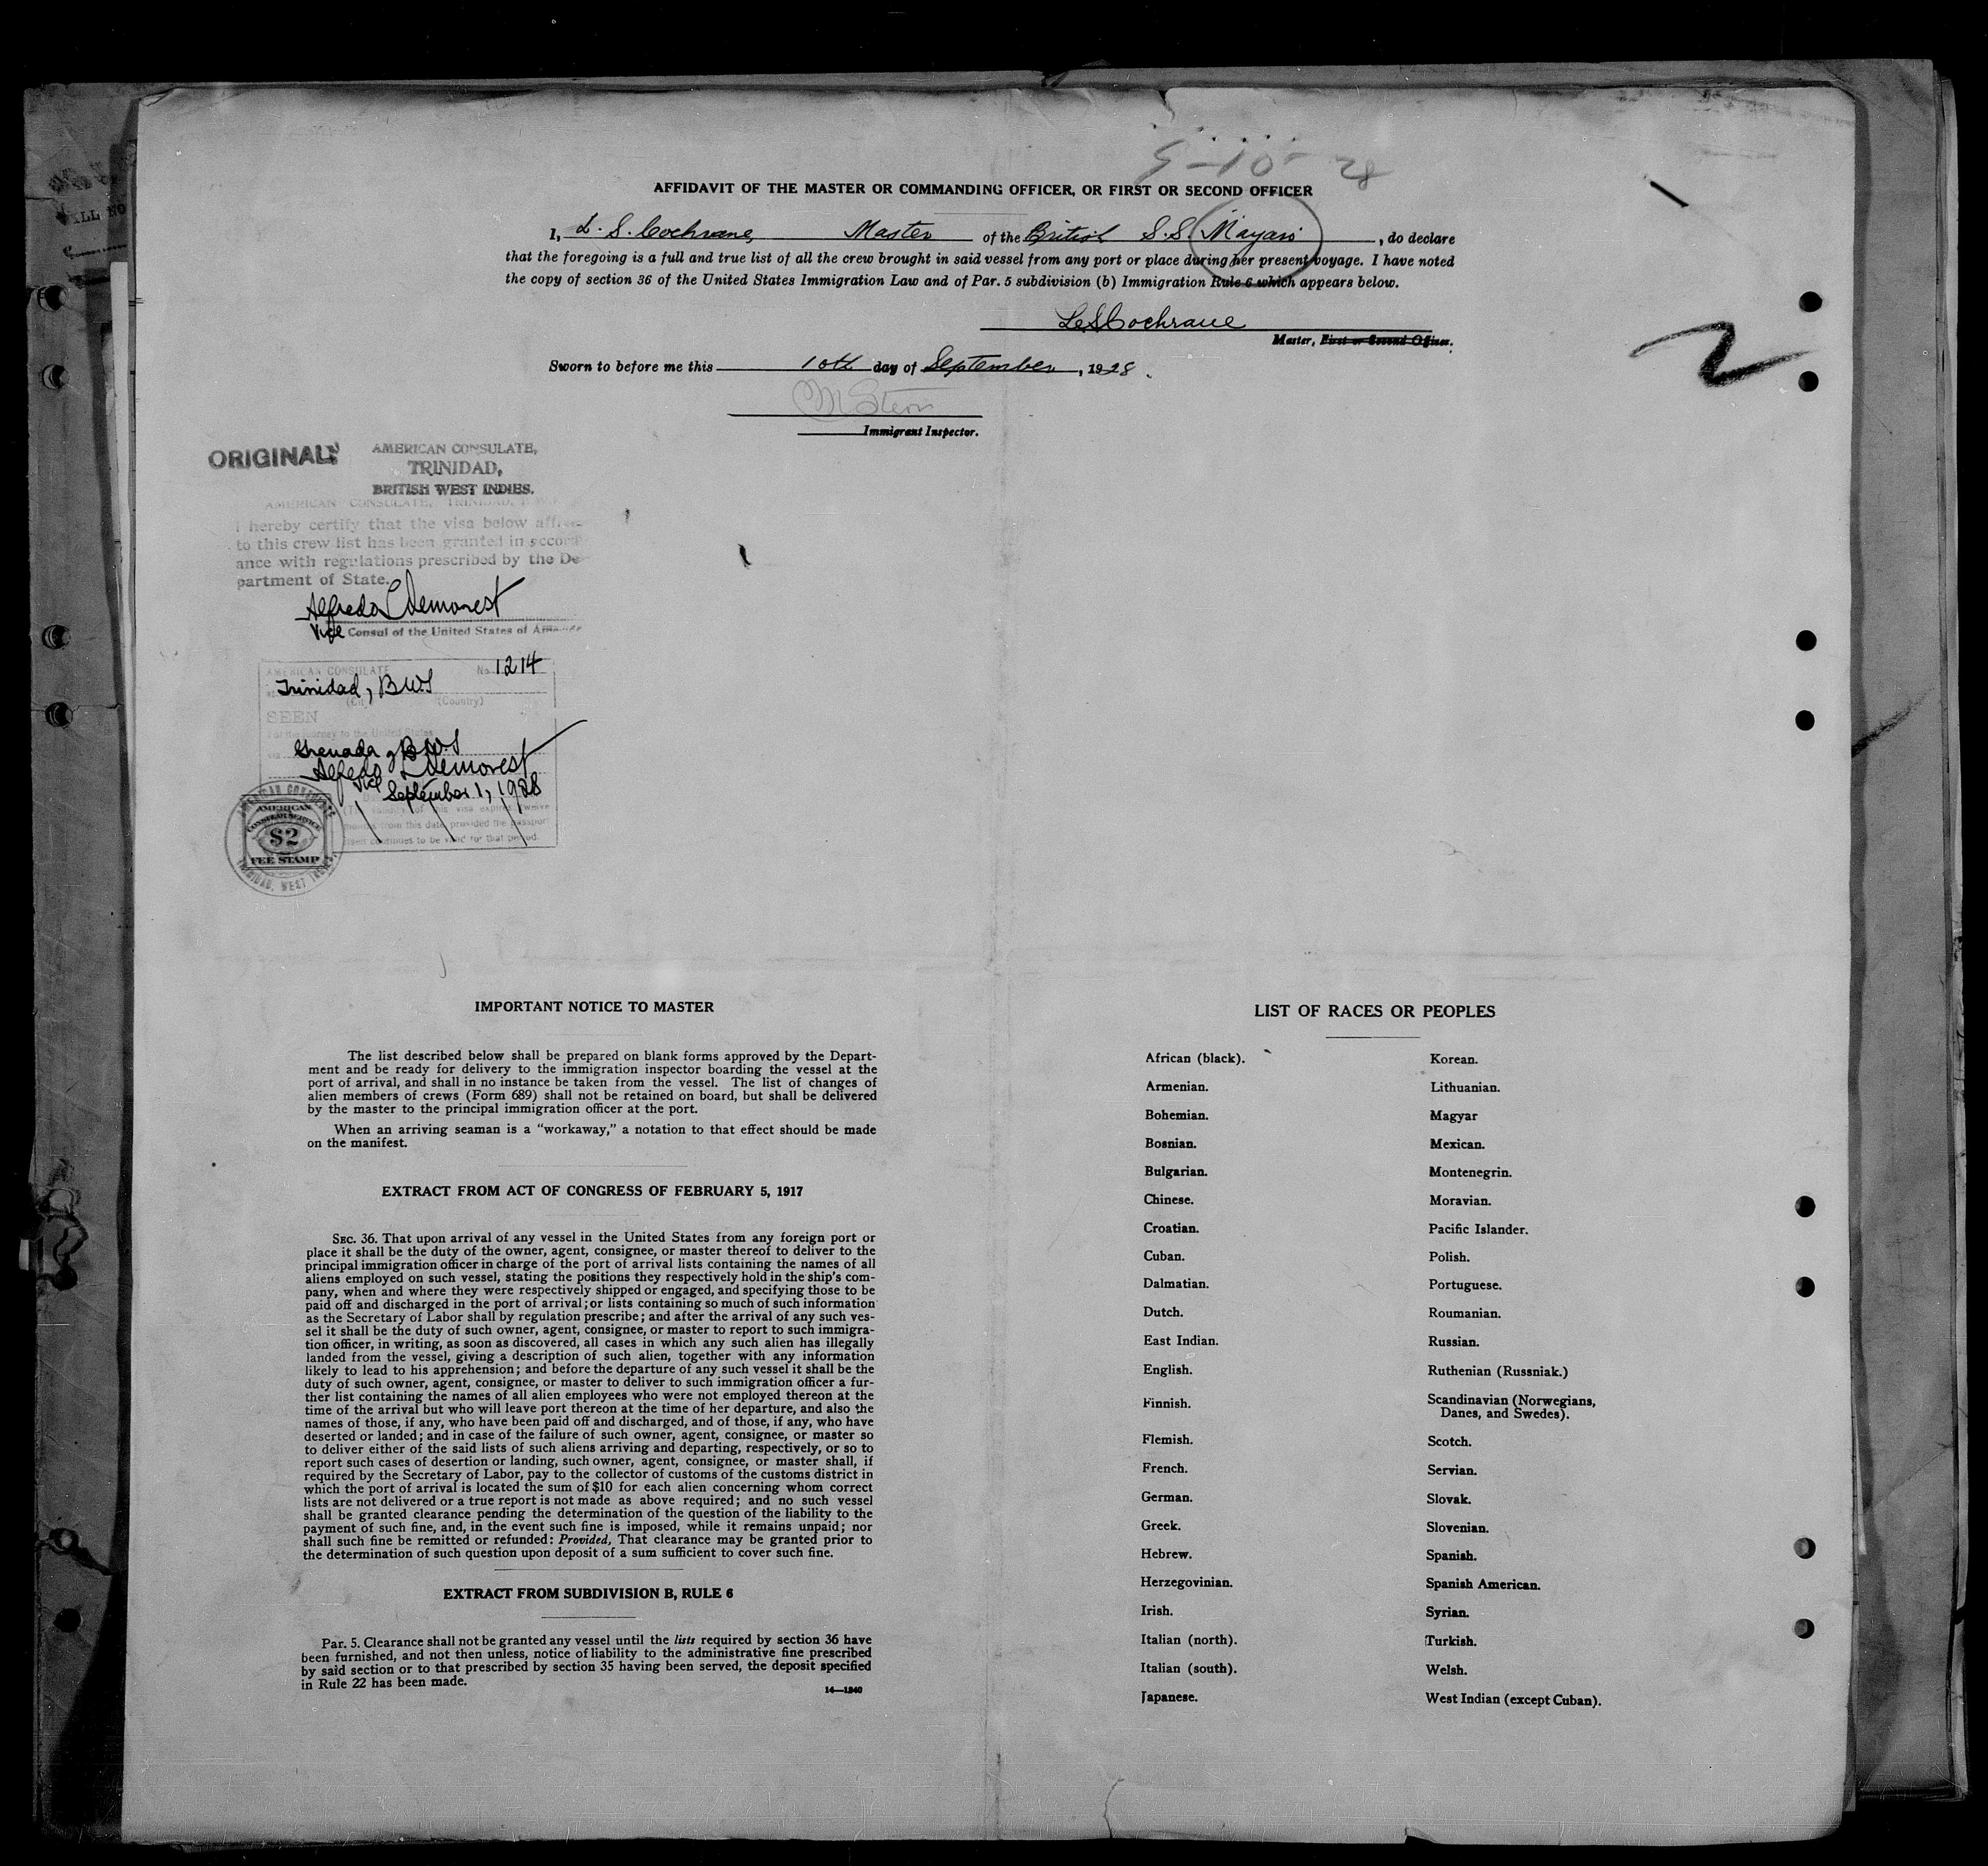 9-10-28
AFFIDAVIT OF THE MASTER OR COMMANDING OFFICER, OR FIRST OR SECOND OFFICER
I, L. S. Cochrane, Master of the British S.S. Mayari, do declare
that the foregoing is a full and true list of all the crew brought in said vessel from any port or place during her present voyage. I have noted
the copy of section 36 of the United States Immigration Law and of Par. 5 subdivision (b) Immigration Rule 6 which appears below.
L. S. Cochrane
Master, First or Second Officer.
2
Sworn to before me this 10th day of September, 1928.
Immigrant Inspector.
ORIGINAL
AMERICAN CONSULATE,
TRINIDAD,
BRITISH WEST INDIES.
AMERICAN CONSULATE, TRINIDAD,
I hereby certify that the visa below
to this crew list has been granted in accord-
ance with regulations prescribed by the De-
partment of State.
Alfredo L Demorest
Vice Consul of the United States of America
AMERICAN CONSULATE No. 1214
Trinidad, BWI
(City) (Country)
SEEN
journey to the United States
Grenada, BWI
Alfredo L Demorest
Vice
September 1, 1928
this visa expires twelve
months from this date provided the passport
continues to be valid for that period.
AMERICAN CONSULATE
AMERICAN
CONSULAR SERVICE
$2
FEE STAMP
TRINIDAD, WEST INDIES
IMPORTANT NOTICE TO MASTER
The list described below shall be prepared on blank forms approved by the Depart-
ment and be ready for delivery to the immigration inspector boarding the vessel at the
port of arrival, and shall in no instance be taken from the vessel. The list of changes of
alien members of crews (Form 689) shall not be retained on board, but shall be delivered
by the master to the principal immigration officer at the port.
When an arriving seaman is a “workaway,” a notation to that effect should be made
on the manifest.
EXTRACT FROM ACT OF CONGRESS OF FEBRUARY 5, 1917
SEC. 36. That upon arrival of any vessel in the United States from any foreign port or
place it shall be the duty of the owner, agent, consignee, or master thereof to deliver to the
principal immigration officer in charge of the port of arrival lists containing the names of all
aliens employed on such vessel, stating the positions they respectively hold in the ship's com-
pany, when and where they were respectively shipped or engaged, and specifying those to be
paid off and discharged in the port of arrival; or lists containing so much of such information
as the Secretary of Labor shall by regulation prescribe; and after the arrival of any such ves-
sel it shall be the duty of such owner, agent, consignee, or master to report to such immigra-
tion officer, in writing, as soon as discovered, all cases in which any such alien has illegally
landed from the vessel, giving a description of such alien, together with any information
likely to lead to his apprehension; and before the departure of any such vessel it shall be the
duty of such owner, agent, consignee, or master to deliver to such immigration officer a fur-
ther list containing the names of all alien employees who were not employed thereon at the
time of the arrival but who will leave port thereon at the time of her departure, and also the
names of those, if any, who have been paid off and discharged, and of those, if any, who have
deserted or landed; and in case of the failure of such owner, agent, consignee, or master so
to deliver either of the said lists of such aliens arriving and departing, respectively, or so to
report such cases of desertion or landing, such owner, agent, consignee, or master shall, if
required by the Secretary of Labor, pay to the collector of customs of the customs district in
which the port of arrival is located the sum of $10 for each alien concerning whom correct
lists are not delivered or a true report is not made as above required; and no such vessel
shall be granted clearance pending the determination of the question of the liability to the
payment of such fine, and, in the event such fine is imposed, while it remains unpaid; nor
shall such fine be remitted or refunded: Provided, That clearance may be granted prior to
the determination of such question upon deposit of a sum sufficient to cover such fine.
EXTRACT FROM SUBDIVISION B, RULE 6
Par. 5. Clearance shall not be granted any vessel until the lists required by section 36 have
been furnished, and not then unless, notice of liability to the administrative fine prescribed
by said section or to that prescribed by section 35 having been served, the deposit specified
in Rule 22 has been made.
14—1240
LIST OF RACES OR PEOPLES
African (black).
Armenian.
Bohemian.
Bosnian.
Bulgarian.
Chinese.
Croatian.
Cuban.
Dalmatian.
Dutch.
East Indian.
English.
Finnish.
Flemish.
French.
German.
Greek.
Hebrew.
Herzegovinian.
Irish.
Italian (north).
Italian (south).
Japanese.
Korean.
Lithuanian.
Magyar
Mexican.
Montenegrin.
Moravian.
Pacific Islander.
Polish.
Portuguese.
Roumanian.
Russian.
Ruthenian (Russniak.)
Scandinavian (Norwegians,
Danes, and Swedes).
Scotch.
Servian.
Slovak.
Slovenian.
Spanish.
Spanish American.
Syrian.
Turkish.
Welsh.
West Indian (except Cuban).